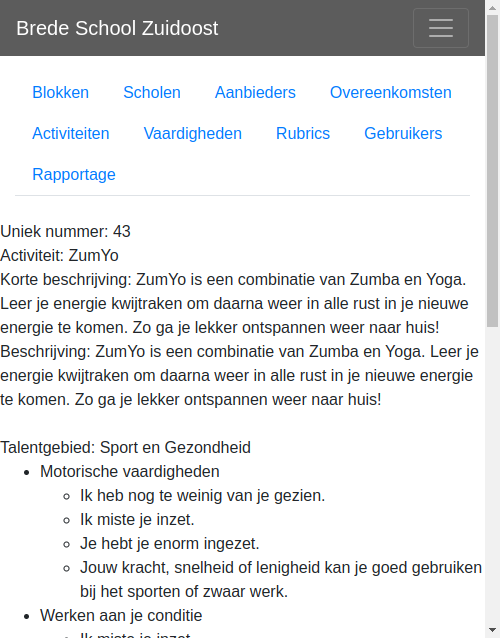 Brede School Zuidoost
Blokken Scholen Aanbieders Overeenkomsten
Activiteiten Vaardigheden Rubrics Gebruikers
Rapportage
Uniek nummer: 43
Activiteit: ZumYo
Korte beschrijving: ZumYo is een combinatie van Zumba en Yoga.
Leer je energie kwijtraken om daarna weer in alle rust in je nieuwe
energie te komen. Zo ga je lekker ontspannen weer naar huis!
Beschrijving: ZumYo is een combinatie van Zumba en Yoga. Leer je
energie kwijtraken om daarna weer in alle rust in je nieuwe energie
te komen. Zo ga je lekker ontspannen weer naar huis!
Talentgebied: Sport en Gezondheid
Motorische vaardigheden
Ik heb nog te weinig van je gezien.
Ik miste je inzet.
Je hebt je enorm ingezet.
Jouw kracht, snelheid of lenigheid kan je goed gebruiken
bij het sporten of zwaar werk.
Werken aan je conditie
Ik miste je inzet.